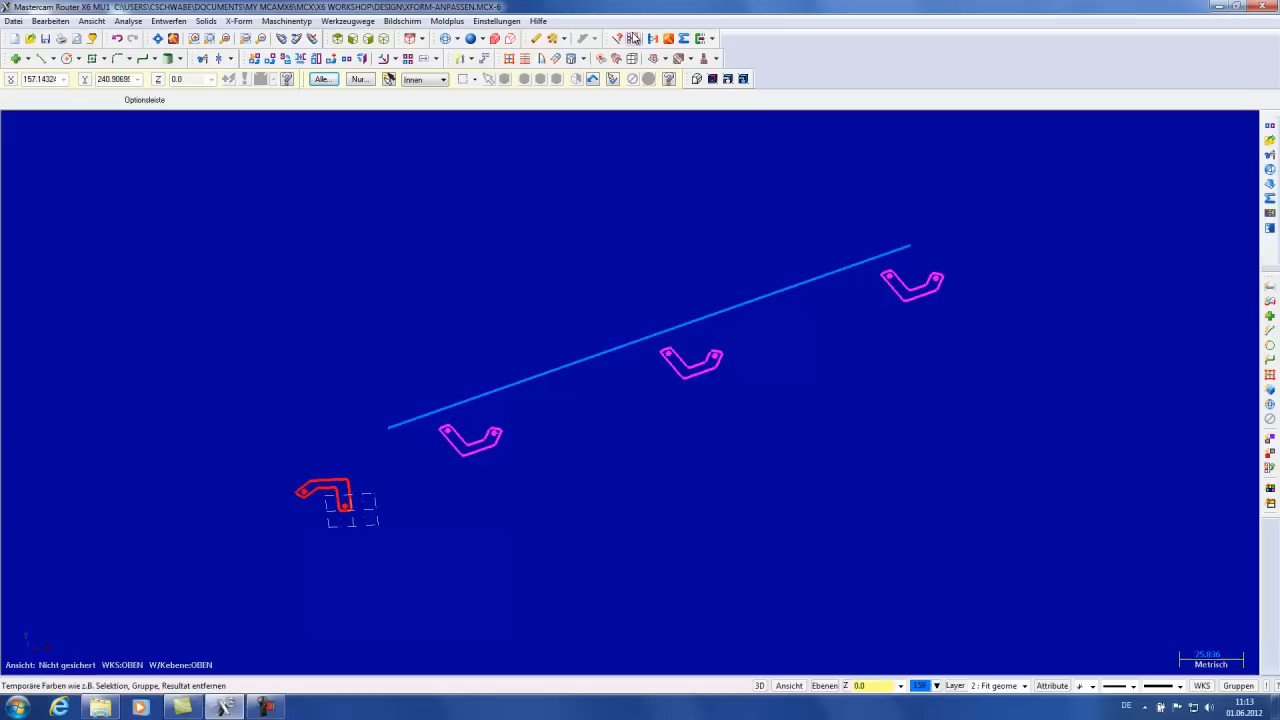 Mastercam Router X6 MU1 C:\USERS\CSCHWABE\DOCUMENTS\MY MCAMX6\MCX\X6 WORKSHOP\DESIGN\XFORM-ANPASSEN.MCX-6
Datei Bearbeiten Ansicht Analyse Entwerfen Solids X-Form Maschinentyp Werkzeugwege Bildschirm Moldplus Einstellungen Hilfe
X 157.14324 Y 240.90695 Z 0.0 Alle... Nur... Innen
Optionsleiste
25.836
Metrisch
Ansicht: Nicht gesichert WKS:OBEN W/Kebene:OBEN
Temporäre Farben wie z.B. Selektion, Gruppe, Resultat entfernen
3D Ansicht Ebenen Z 0.0 159 Layer 2 : Fit geome Attribute WKS Gruppen
DE 11:13
01.06.2012